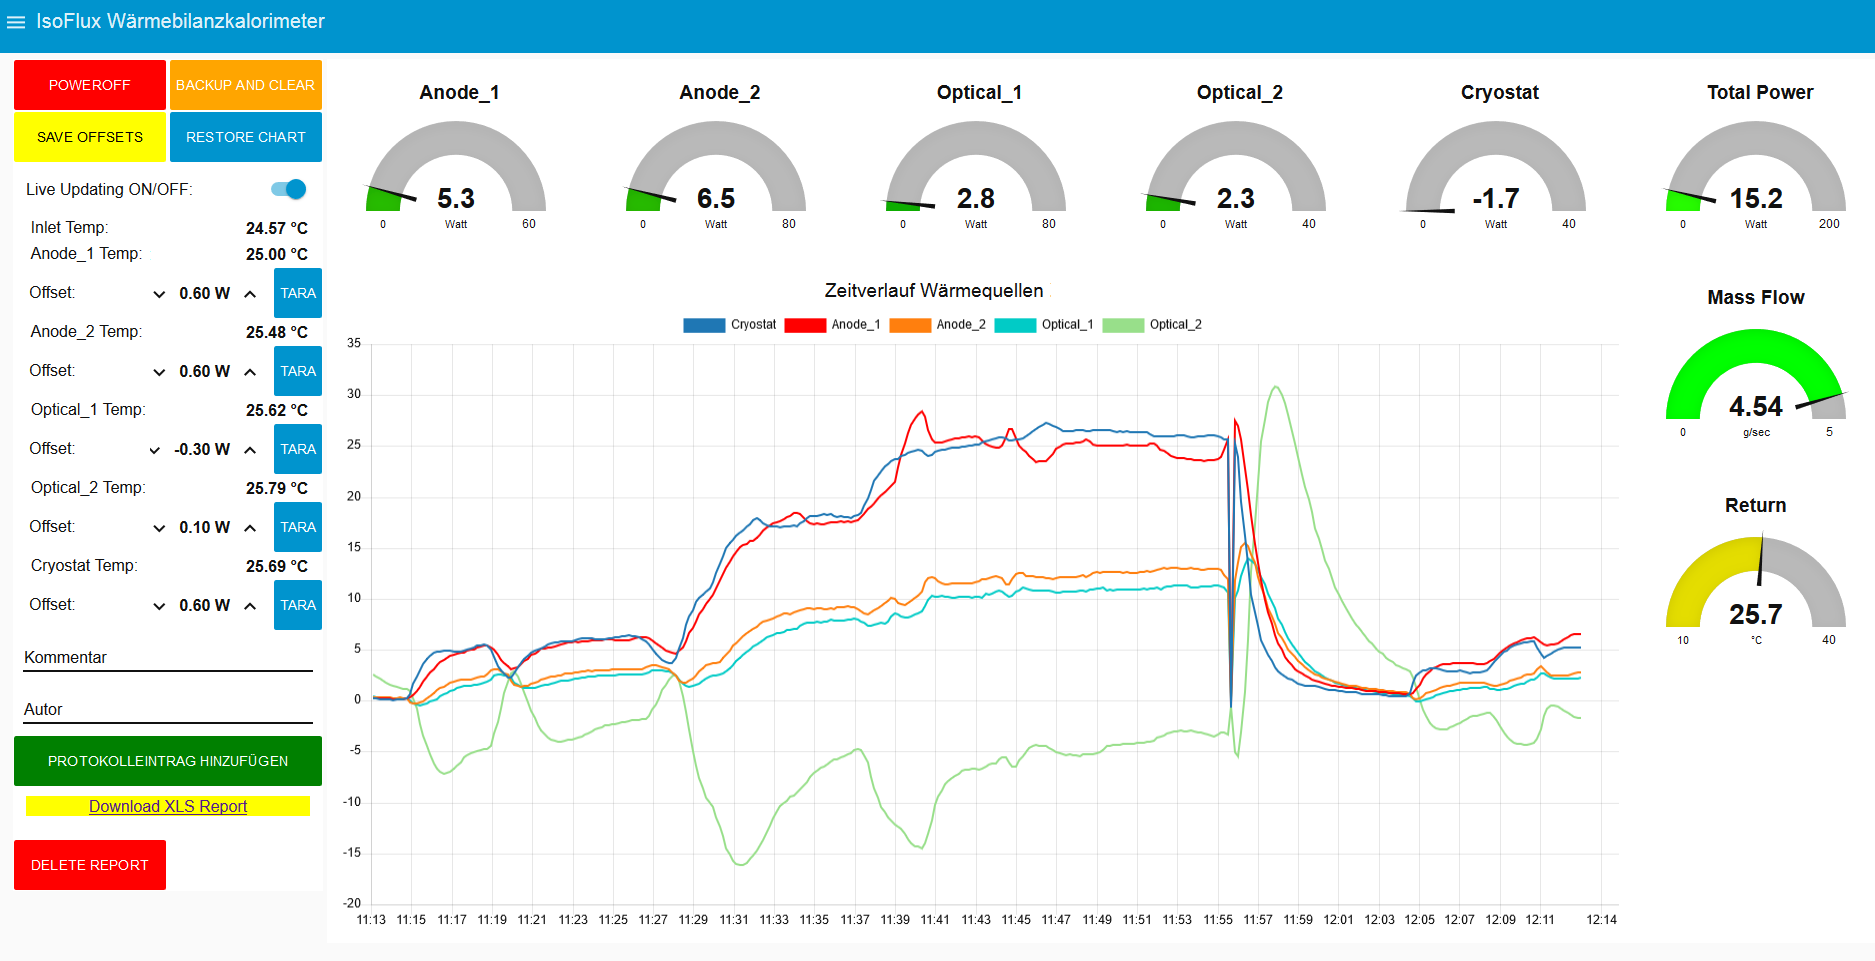 IsoFlux Wärmebilanzkalorimeter
POWEROFF
BACKUP AND CLEAR
SAVE OFFSETS
RESTORE CHART
Live Updating ON/OFF:
Inlet Temp: 24.57 °C
Anode_1 Temp: 25.00 °C
Offset: 0.60 W TARA
Anode_2 Temp: 25.48 °C
Offset: 0.60 W TARA
Optical_1 Temp: 25.62 °C
Offset: -0.30 W TARA
Optical_2 Temp: 25.79 °C
Offset: 0.10 W TARA
Cryostat Temp: 25.69 °C
Offset: 0.60 W TARA
Kommentar
Autor
PROTOKOLLEINTRAG HINZUFÜGEN
Download XLS Report
DELETE REPORT
Anode_1
5.3
0 Watt 60
Anode_2
6.5
0 Watt 80
Optical_1
2.8
0 Watt 80
Optical_2
2.3
0 Watt 40
Cryostat
-1.7
0 Watt 40
Total Power
15.2
0 Watt 200
Zeitverlauf Wärmequellen
Cryostat Anode_1 Anode_2 Optical_1 Optical_2
35
30
25
20
15
10
5
0
-5
-10
-15
-20
11:13 11:15 11:17 11:19 11:21 11:23 11:25 11:27 11:29 11:31 11:33 11:35 11:37 11:39 11:41 11:43 11:45 11:47 11:49 11:51 11:53 11:55 11:57 11:59 12:01 12:03 12:05 12:07 12:09 12:11 12:14
Mass Flow
4.54
0 g/sec 5
Return
25.7
10 °C 40